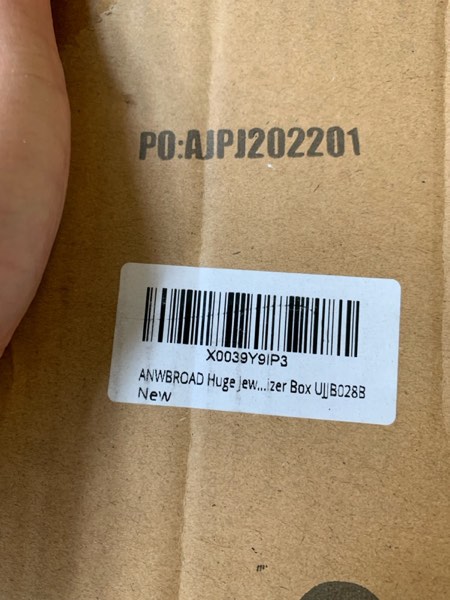 PO:AJPJ202201
X0039Y9IP3
ANWBROAD Huge Jew...izer Box UJJB028B
New